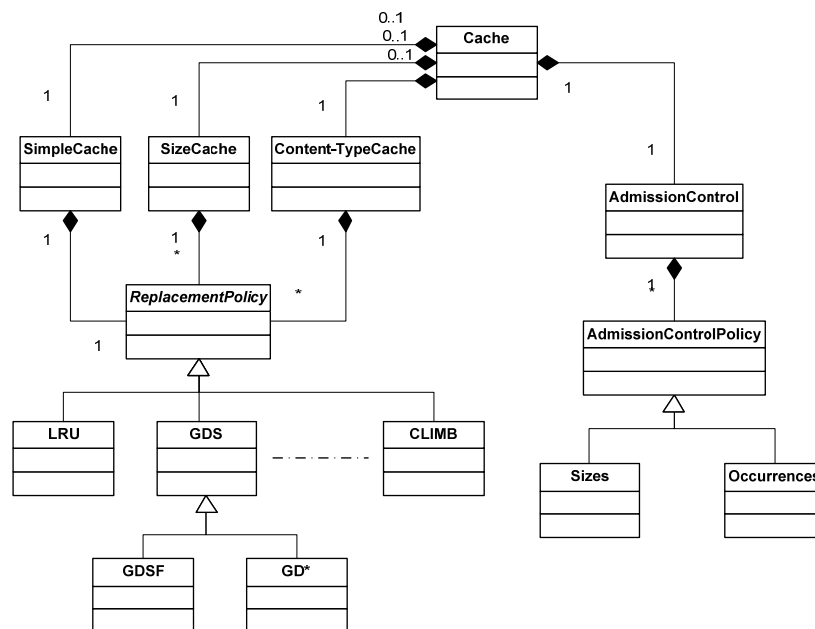 0..1
0..1
Cache
0..1
1
1
1
1
1
SimpleCache
SizeCache
Content-TypeCache
AdmissionControl
1
1
1
*
1
*
ReplacementPolicy
*
1
AdmissionControlPolicy
LRU
GDS
CLIMB
Sizes
Occurrences
GDSF
GD*